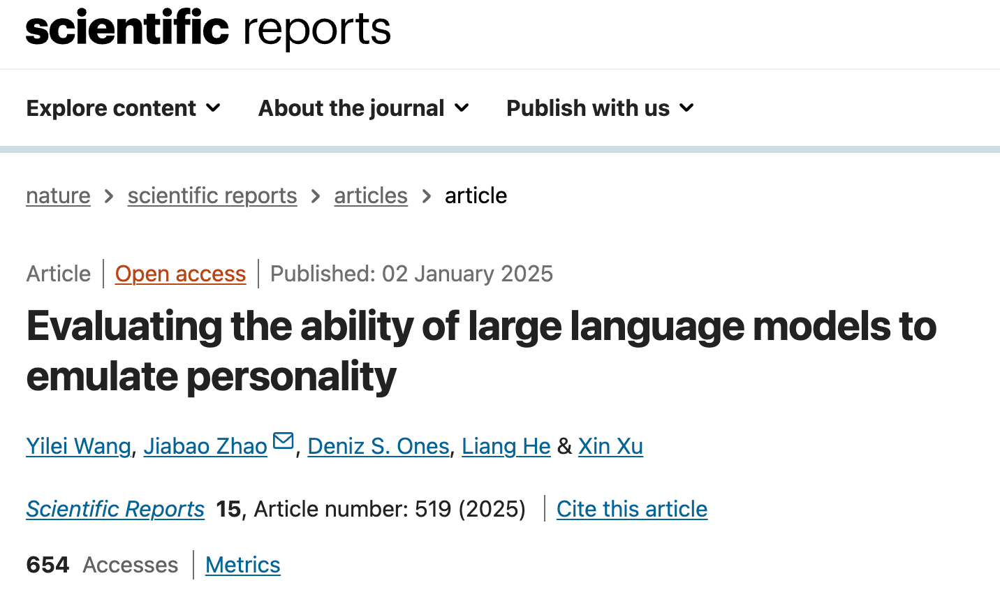 scientific reports
Explore content About the journal Publish with us
nature > scientific reports > articles > article
Article | Open access | Published: 02 January 2025
Evaluating the ability of large language models to
emulate personality
Yilei Wang, Jiabao Zhao, Deniz S. Ones, Liang He & Xin Xu
Scientific Reports 15, Article number: 519 (2025) | Cite this article
654 Accesses | Metrics